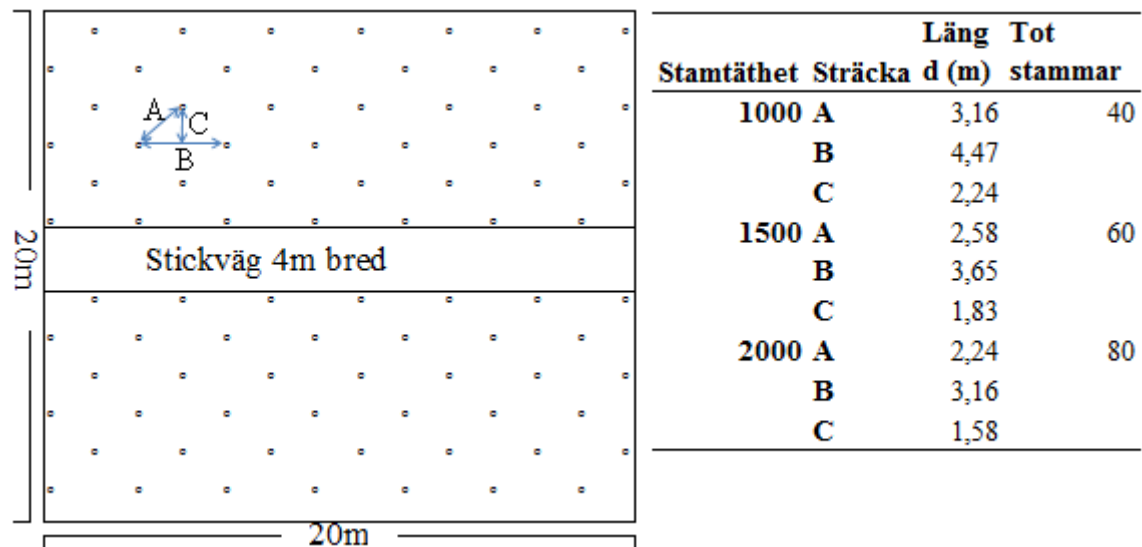 A
C
B
Stickväg 4m bred
20m
20m
Läng Tot
Stamtäthet Sträcka d (m) stammar
1000 A 3,16 40
B 4,47
C 2,24
1500 A 2,58 60
B 3,65
C 1,83
2000 A 2,24 80
B 3,16
C 1,58